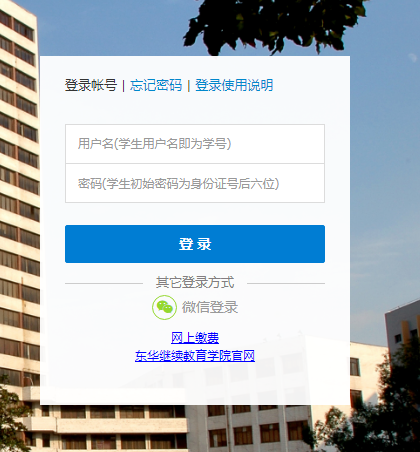 登录帐号 | 忘记密码 | 登录使用说明
用户名(学生用户名即为学号)
密码(学生初始密码为身份证号后六位)
登 录
其它登录方式
微信登录
网上缴费
东华继续教育学院官网